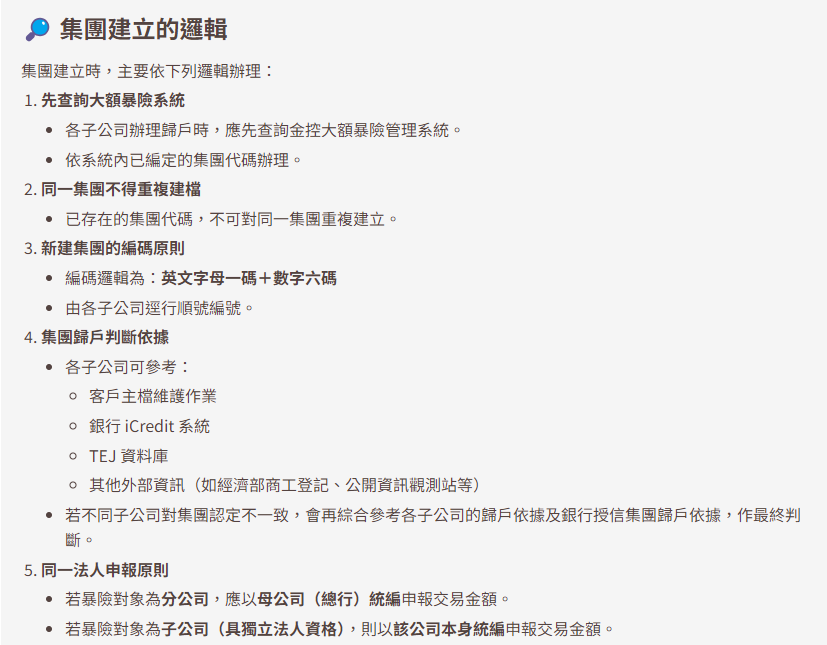 集團建立的邏輯
集團建立時，主要依下列邏輯辦理：
1. 先查詢大額暴險系統
• 各子公司辦理歸戶時，應先查詢金控大額暴險管理系統。
• 依系統內已編定的集團代碼辦理。
2. 同一集團不得重複建檔
• 已存在的集團代碼，不可對同一集團重複建立。
3. 新建集團的編碼原則
• 編碼邏輯為：英文字母一碼＋數字六碼
• 由各子公司逕行順號編號。
4. 集團歸戶判斷依據
• 各子公司可參考：
○ 客戶主檔維護作業
○ 銀行 iCredit 系統
○ TEJ 資料庫
○ 其他外部資訊（如經濟部商工登記、公開資訊觀測站等）
• 若不同子公司對集團認定不一致，會再綜合參考各子公司的歸戶依據及銀行授信集團歸戶依據，作最終判
斷。
5. 同一法人申報原則
• 若暴險對象為分公司，應以母公司（總行）統編申報交易金額。
• 若暴險對象為子公司（具獨立法人資格），則以該公司本身統編申報交易金額。